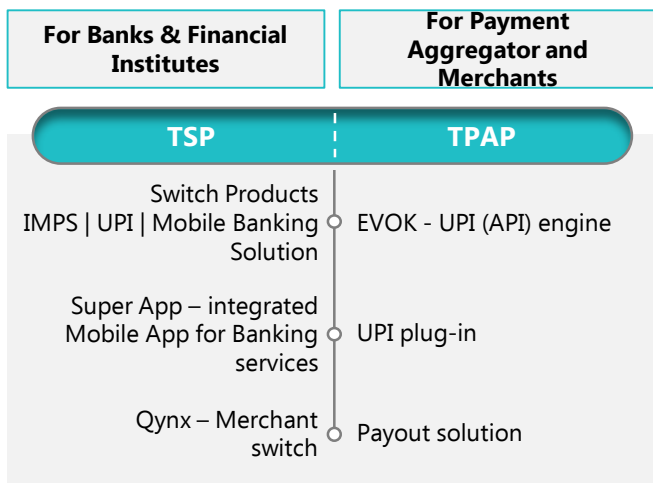 For Banks & Financial
Institutes
For Payment
Aggregator and
Merchants
TSP
TPAP
Switch Products
IMPS | UPI | Mobile Banking
Solution
EVOK - UPI (API) engine
Super App – integrated
Mobile App for Banking
services
UPI plug-in
Qynx – Merchant
switch
Payout solution